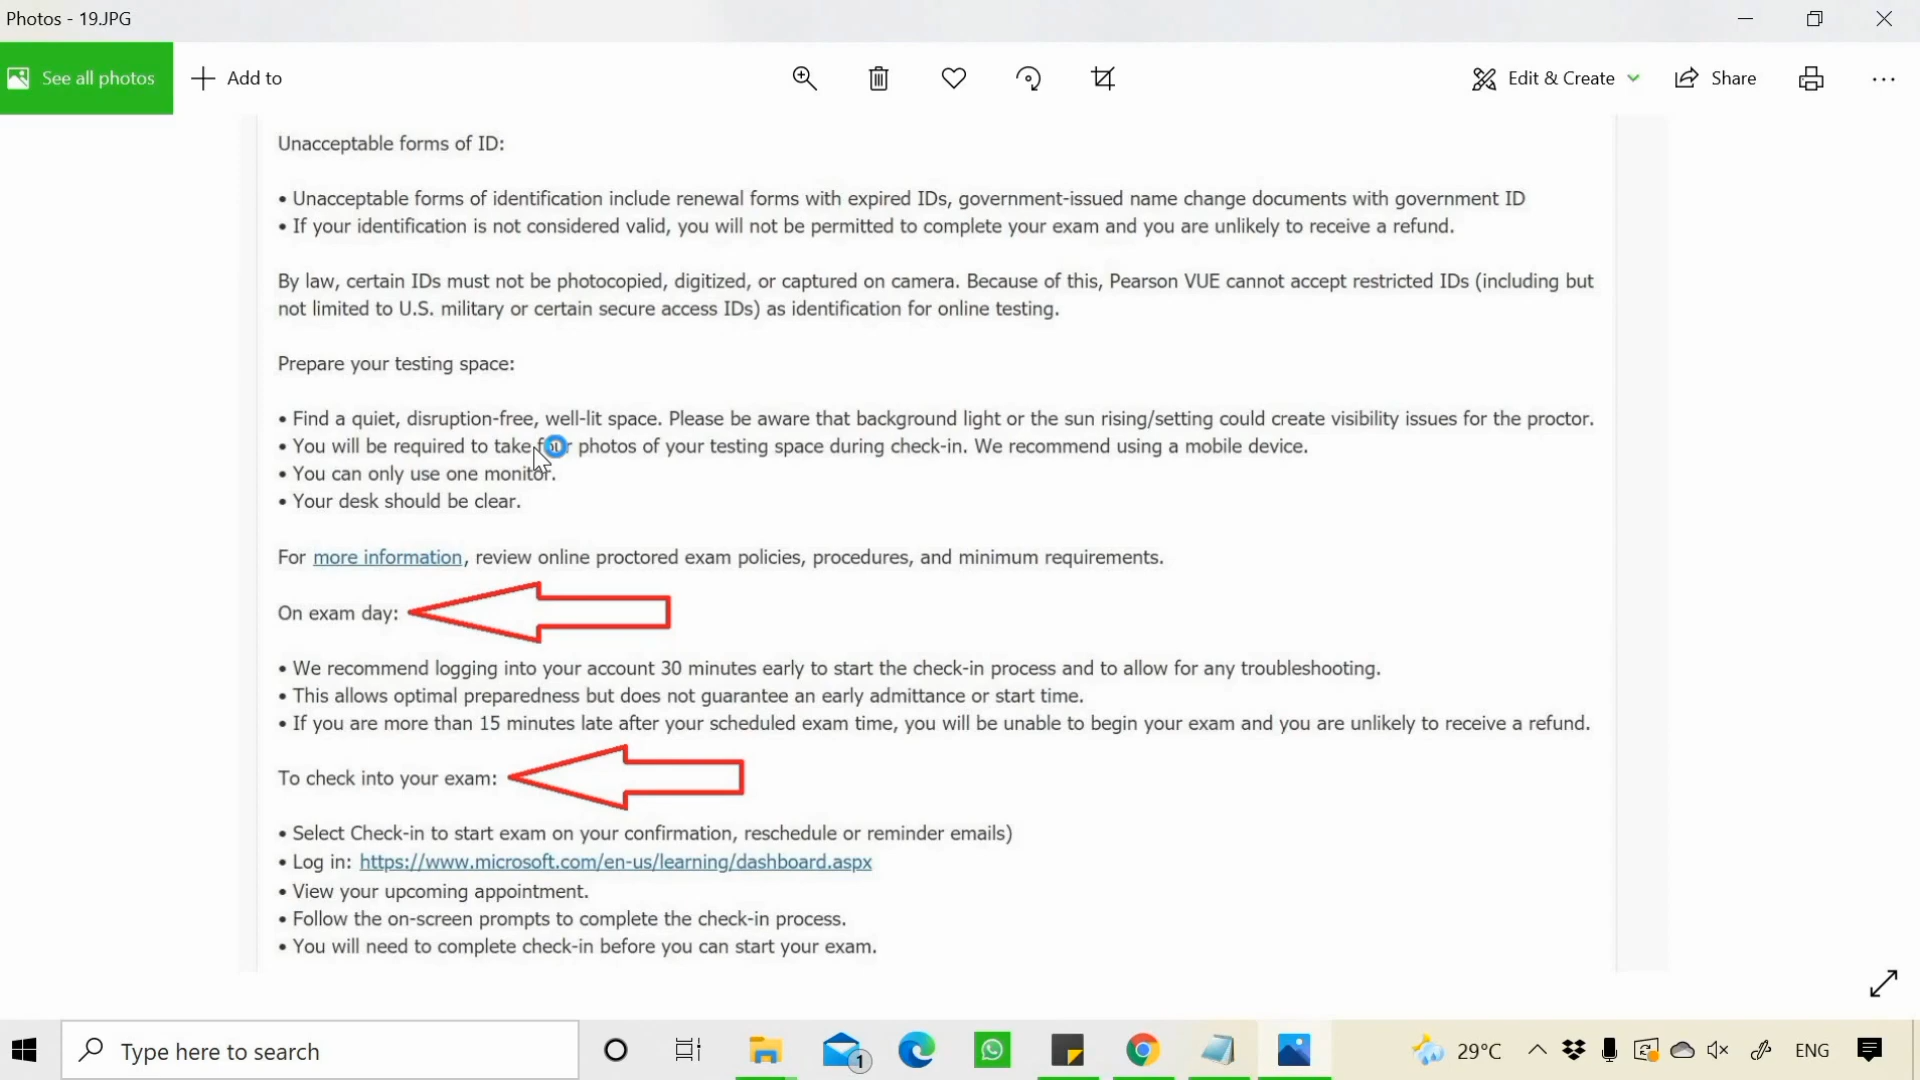 Photos - 19.JPG
See all photos
Add to
Edit & Create
Share
Unacceptable forms of ID:
• Unacceptable forms of identification include renewal forms with expired IDs, government-issued name change documents with government ID
• If your identification is not considered valid, you will not be permitted to complete your exam and you are unlikely to receive a refund.
By law, certain IDs must not be photocopied, digitized, or captured on camera. Because of this, Pearson VUE cannot accept restricted IDs (including but
not limited to U.S. military or certain secure access IDs) as identification for online testing.
Prepare your testing space:
• Find a quiet, disruption-free, well-lit space. Please be aware that background light or the sun rising/setting could create visibility issues for the proctor.
• You will be required to take four photos of your testing space during check-in. We recommend using a mobile device.
• You can only use one monitor.
• Your desk should be clear.
For more information, review online proctored exam policies, procedures, and minimum requirements.
On exam day:
• We recommend logging into your account 30 minutes early to start the check-in process and to allow for any troubleshooting.
• This allows optimal preparedness but does not guarantee an early admittance or start time.
• If you are more than 15 minutes late after your scheduled exam time, you will be unable to begin your exam and you are unlikely to receive a refund.
To check into your exam:
• Select Check-in to start exam on your confirmation, reschedule or reminder emails)
• Log in: https://www.microsoft.com/en-us/learning/dashboard.aspx
• View your upcoming appointment.
• Follow the on-screen prompts to complete the check-in process.
• You will need to complete check-in before you can start your exam.
Type here to search
1
29°C
ENG